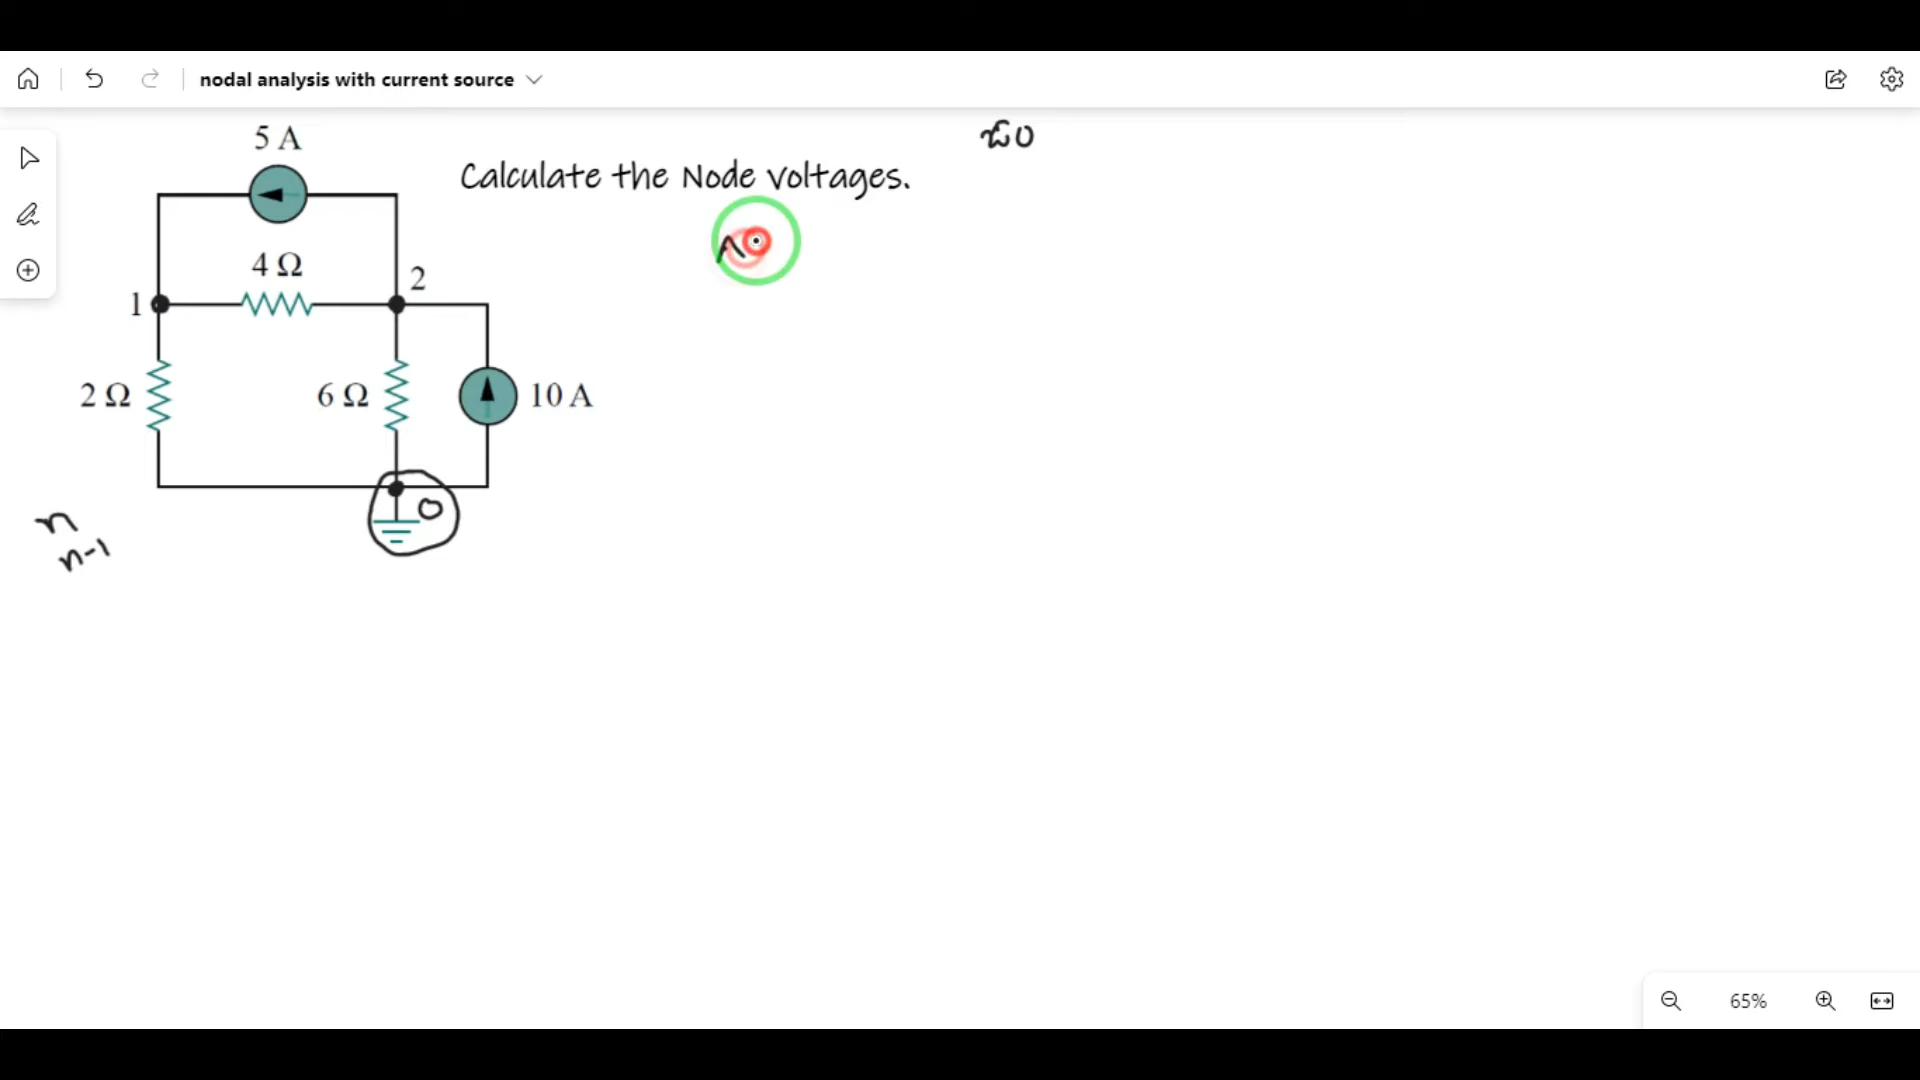 nodal analysis with current source
5 A
Calculate the Node Voltages.
4 Ω
2
1
2 Ω
6 Ω
10 A
0
n
n-1
65%